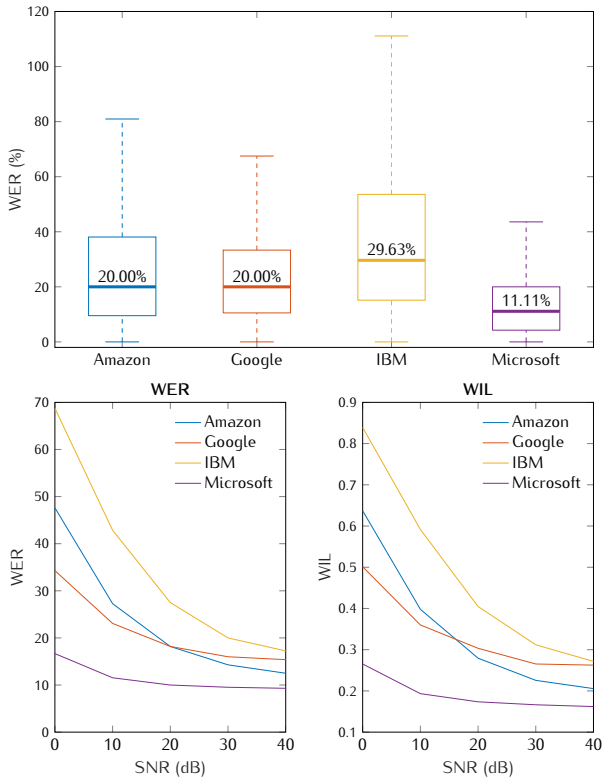 120
100
80
60
40
20
0
WER (%)
20.00%
20.00%
29.63%
11.11%
Amazon Google IBM Microsoft
WER
70
60
50
40
30
20
10
0
WER
Amazon
Google
IBM
Microsoft
0 10 20 30 40
SNR (dB)
WIL
0.9
0.8
0.7
0.6
0.5
0.4
0.3
0.2
0.1
WIL
Amazon
Google
IBM
Microsoft
0 10 20 30 40
SNR (dB)